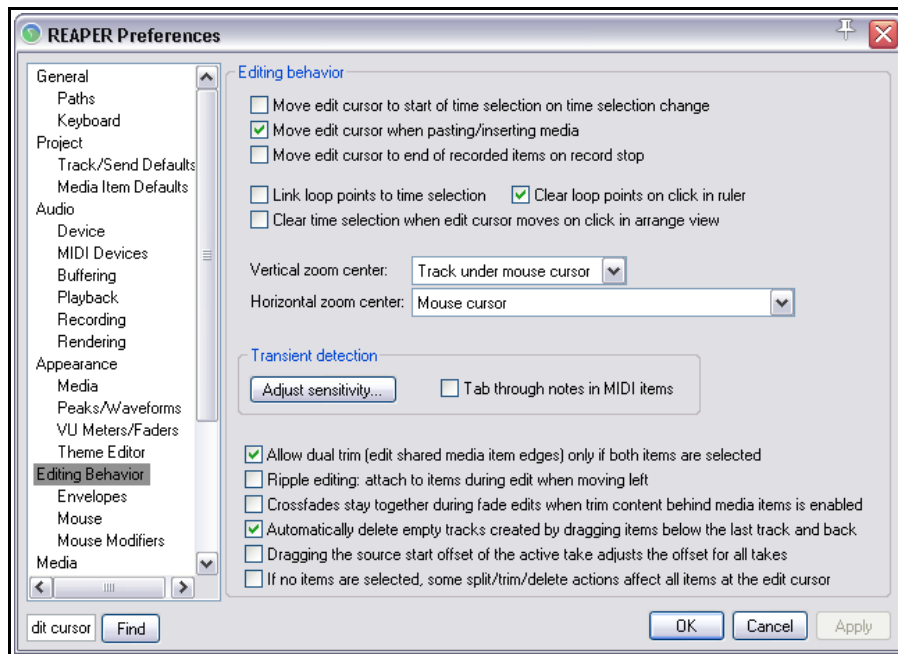 REAPER Preferences
General
Paths
Keyboard
Project
Track/Send Defaults
Media Item Defaults
Audio
Device
MIDI Devices
Buffering
Playback
Recording
Rendering
Appearance
Media
Peaks/Waveforms
VU Meters/Faders
Theme Editor
Editing Behavior
Envelopes
Mouse
Mouse Modifiers
Media
dit cursor
Find
Editing behavior
Move edit cursor to start of time selection on time selection change
Move edit cursor when pasting/inserting media
Move edit cursor to end of recorded items on record stop
Link loop points to time selection Clear loop points on click in ruler
Clear time selection when edit cursor moves on click in arrange view
Vertical zoom center: Track under mouse cursor
Horizontal zoom center: Mouse cursor
Transient detection
Adjust sensitivity... Tab through notes in MIDI items
Allow dual trim (edit shared media item edges) only if both items are selected
Ripple editing: attach to items during edit when moving left
Crossfades stay together during fade edits when trim content behind media items is enabled
Automatically delete empty tracks created by dragging items below the last track and back
Dragging the source start offset of the active take adjusts the offset for all takes
If no items are selected, some split/trim/delete actions affect all items at the edit cursor
OK Cancel Apply